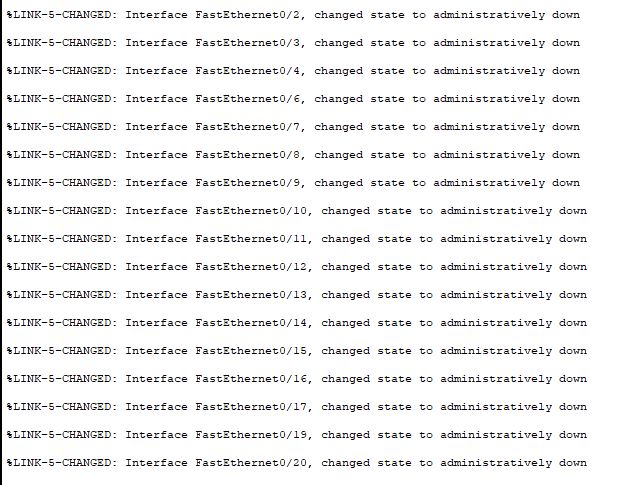 %LINK-5-CHANGED: Interface FastEthernet0/2, changed state to administratively down
%LINK-5-CHANGED: Interface FastEthernet0/3, changed state to administratively down
%LINK-5-CHANGED: Interface FastEthernet0/4, changed state to administratively down
%LINK-5-CHANGED: Interface FastEthernet0/6, changed state to administratively down
%LINK-5-CHANGED: Interface FastEthernet0/7, changed state to administratively down
%LINK-5-CHANGED: Interface FastEthernet0/8, changed state to administratively down
%LINK-5-CHANGED: Interface FastEthernet0/9, changed state to administratively down
%LINK-5-CHANGED: Interface FastEthernet0/10, changed state to administratively down
%LINK-5-CHANGED: Interface FastEthernet0/11, changed state to administratively down
%LINK-5-CHANGED: Interface FastEthernet0/12, changed state to administratively down
%LINK-5-CHANGED: Interface FastEthernet0/13, changed state to administratively down
%LINK-5-CHANGED: Interface FastEthernet0/14, changed state to administratively down
%LINK-5-CHANGED: Interface FastEthernet0/15, changed state to administratively down
%LINK-5-CHANGED: Interface FastEthernet0/16, changed state to administratively down
%LINK-5-CHANGED: Interface FastEthernet0/17, changed state to administratively down
%LINK-5-CHANGED: Interface FastEthernet0/19, changed state to administratively down
%LINK-5-CHANGED: Interface FastEthernet0/20, changed state to administratively down